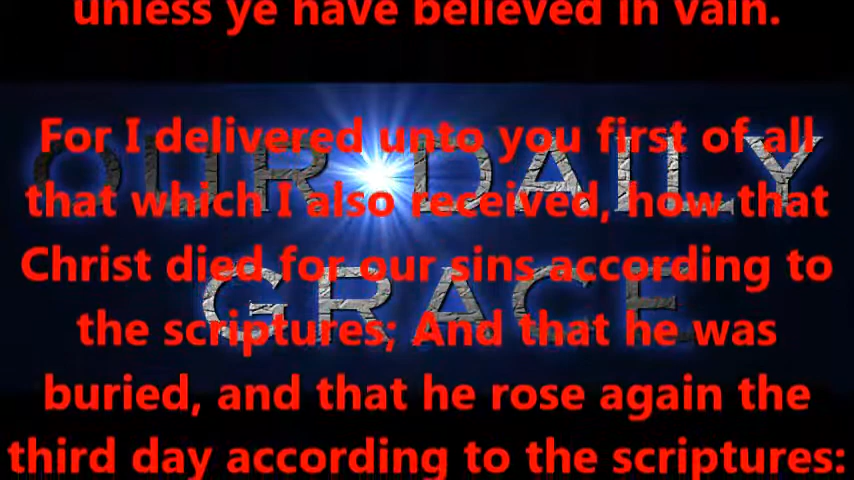 unless ye have believed in vain.
For I delivered unto you first of all
that which I also received, how that
Christ died for our sins according to
the scriptures; And that he was
buried, and that he rose again the
third day according to the scriptures:
OUR DAILY
GRACE